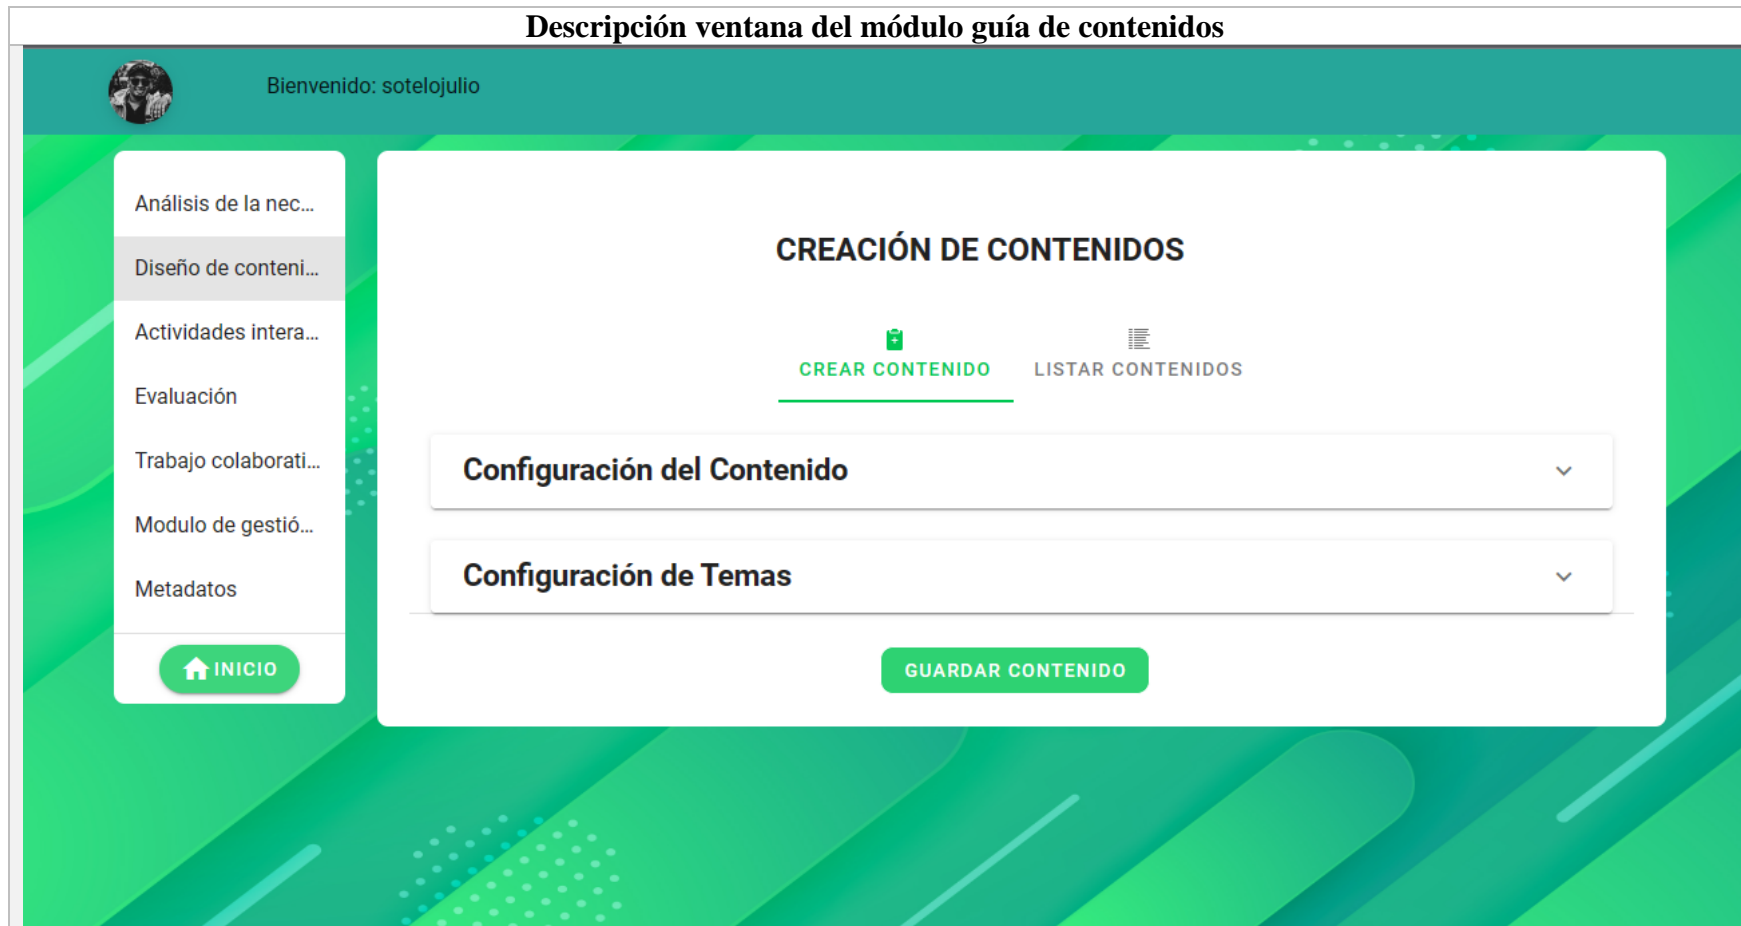 Descripción ventana del módulo guía de contenidos
Bienvenido: sotelojulio
Análisis de la nec...
Diseño de conteni...
Actividades intera...
Evaluación
Trabajo colaborati...
Modulo de gestió...
Metadatos
INICIO
CREACIÓN DE CONTENIDOS
CREAR CONTENIDO
LISTAR CONTENIDOS
Configuración del Contenido
Configuración de Temas
GUARDAR CONTENIDO